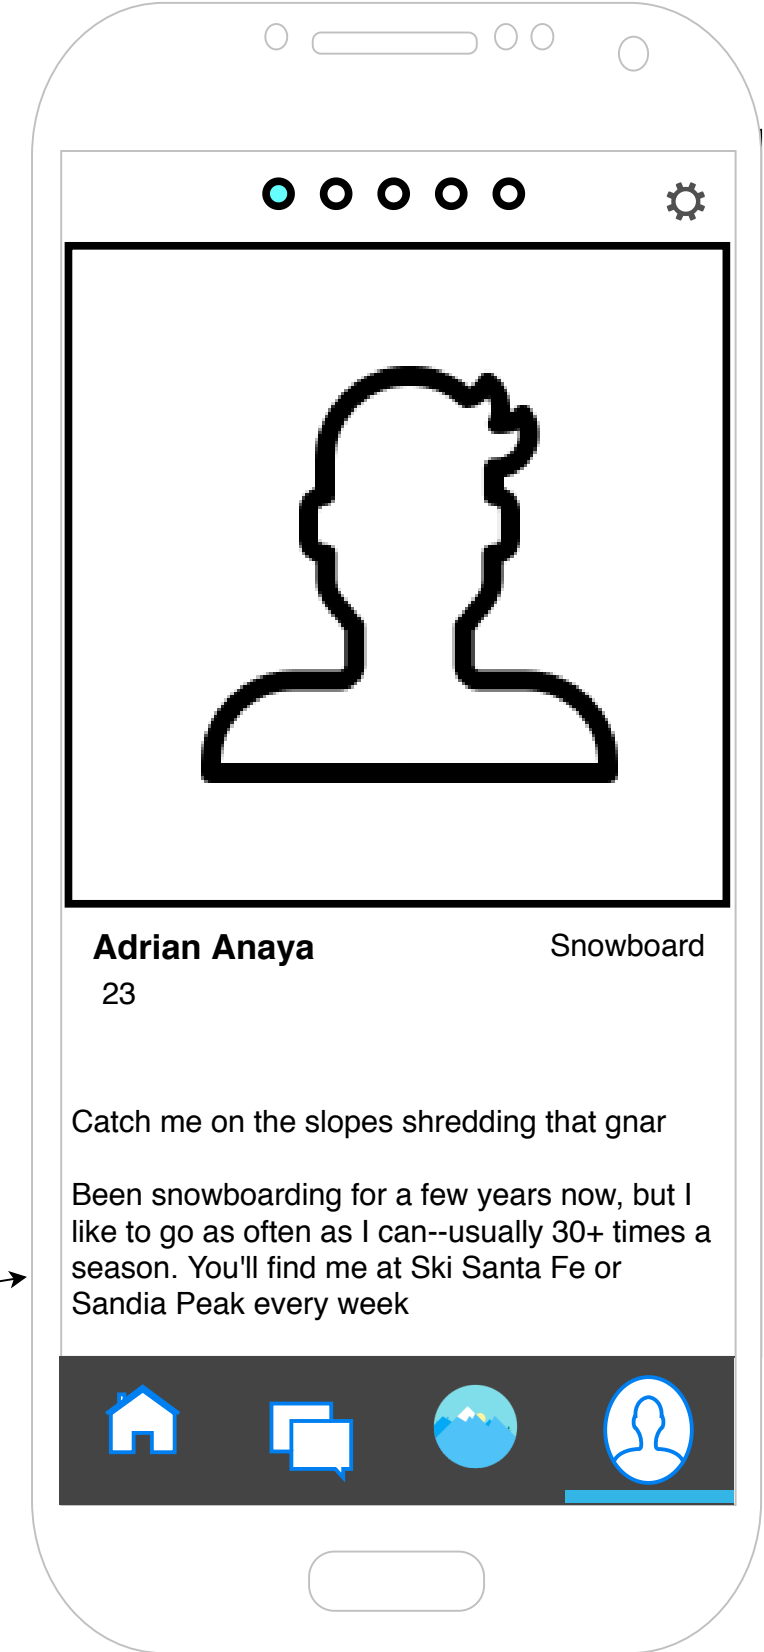 Adrian Anaya
Snowboard
23
Catch me on the slopes shredding that gnar
Been snowboarding for a few years now, but I
like to go as often as I can--usually 30+ times a
season. You'll find me at Ski Santa Fe or
Sandia Peak every week